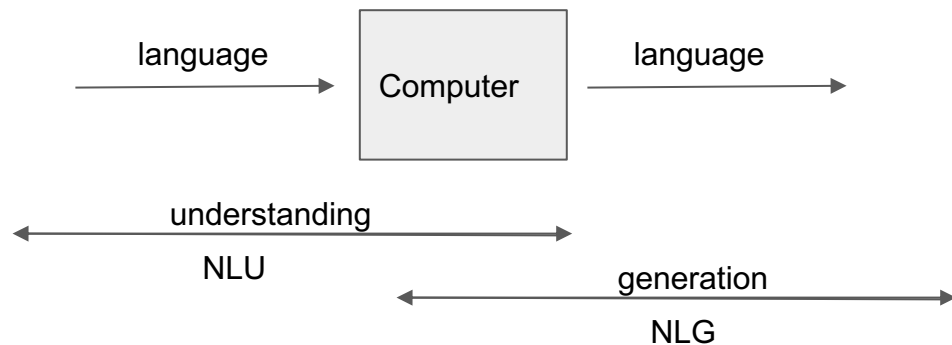 language
Computer
language
understanding
NLU
generation
NLG